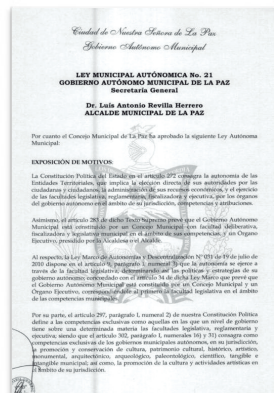 Ciudad de Nuestra Señora de La Paz
Gobierno Autónomo Municipal
LEY MUNICIPAL AUTONÓMICA No. 21
GOBIERNO AUTÓNOMO MUNICIPAL DE LA PAZ
Secretaría General
Dr. Luis Antonio Revilla Herrero
ALCALDE MUNICIPAL DE LA PAZ
Por cuanto el Concejo Municipal de La Paz ha aprobado la siguiente Ley Autónoma
Municipal:
EXPOSICIÓN DE MOTIVOS:
La Constitución Política del Estado en el artículo 272 consagra la autonomía de las
Entidades Territoriales, que implica la elección directa de sus autoridades por las
ciudadanas y ciudadanos, la administración de sus recursos económicos, y el ejercicio
de las facultades legislativa, reglamentaria, fiscalizadora y ejecutiva, por los órganos
del gobierno autónomo en el ámbito de su jurisdicción, competencias y atribuciones.
Asimismo, el artículo 283 de dicho Texto Supremo prevé que el Gobierno Autónomo
Municipal está constituido por un Concejo Municipal con facultad deliberativa,
fiscalizadora y legislativa municipal en el ámbito de sus competencias; y un Órgano
Ejecutivo, presidido por la Alcaldesa o el Alcalde.
Al respecto, la Ley Marco de Autonomías y Descentralización N° 031 de 19 de julio de
2010 dispone en el artículo 9, parágrafo I, numeral 3) que la autonomía se ejerce a
través de la facultad legislativa, determinando así las políticas y estrategias de su
gobierno autónomo; concordante con el artículo 34 de dicha Ley Marco que prevé que
el Gobierno Autónomo Municipal está constituido por un Concejo Municipal y un
Órgano Ejecutivo, correspondiéndole al primero la facultad legislativa en el ámbito
de las competencias municipales.
Por su parte, el artículo 297, parágrafo I, numeral 2) de nuestra Constitución Política
define a las competencias exclusivas como aquellas en las que un nivel de gobierno
tiene sobre una determinada materia las facultades legislativa, reglamentaria y
ejecutiva; siendo que el artículo 302, parágrafo I, numerales 16) y 31) consagra como
competencias exclusivas de los gobiernos municipales autónomos, en su jurisdicción,
la promoción y conservación de cultura, patrimonio cultural, histórico, artístico,
monumental, arquitectónico, arqueológico, paleontológico, científico, tangible e
intangible municipal; así como, la promoción de la cultura y actividades artísticas en
el ámbito de su jurisdicción.